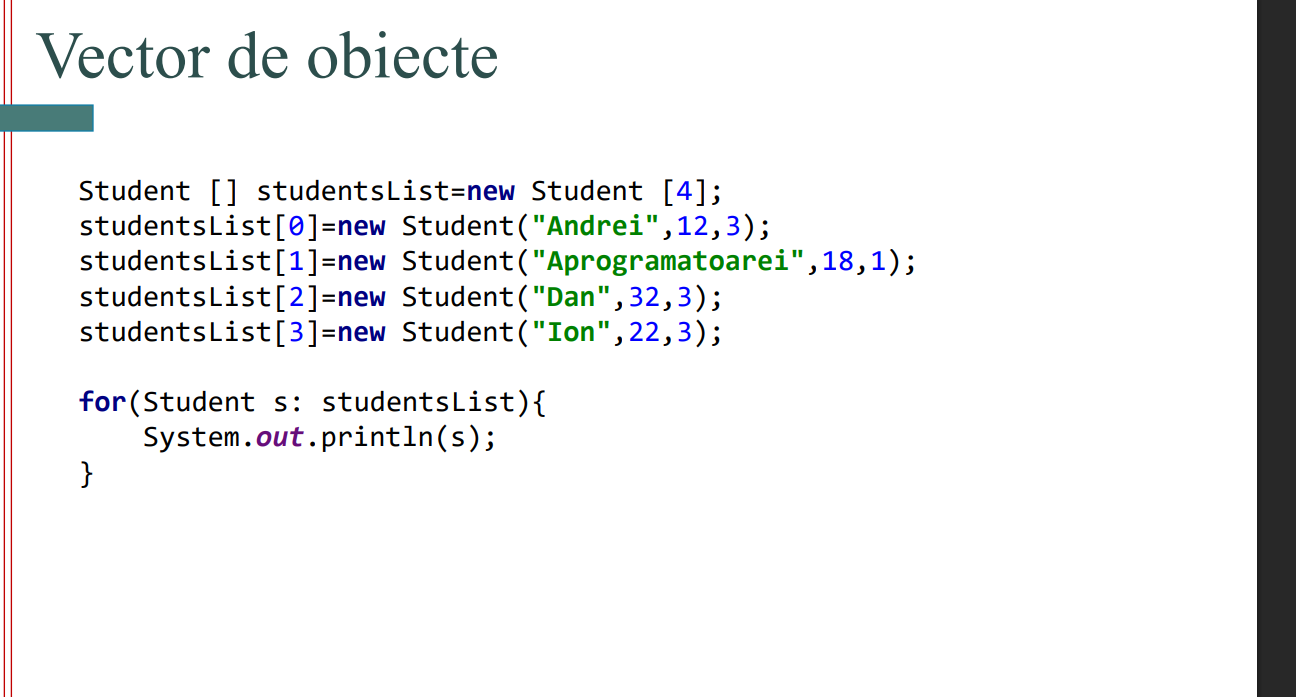 Vector de obiecte
Student [] studentsList=new Student [4];
studentsList[0]=new Student("Andrei",12,3);
studentsList[1]=new Student("Aprogramatoarei",18,1);
studentsList[2]=new Student("Dan",32,3);
studentsList[3]=new Student("Ion",22,3);
for(Student s: studentsList){
    System.out.println(s);
}